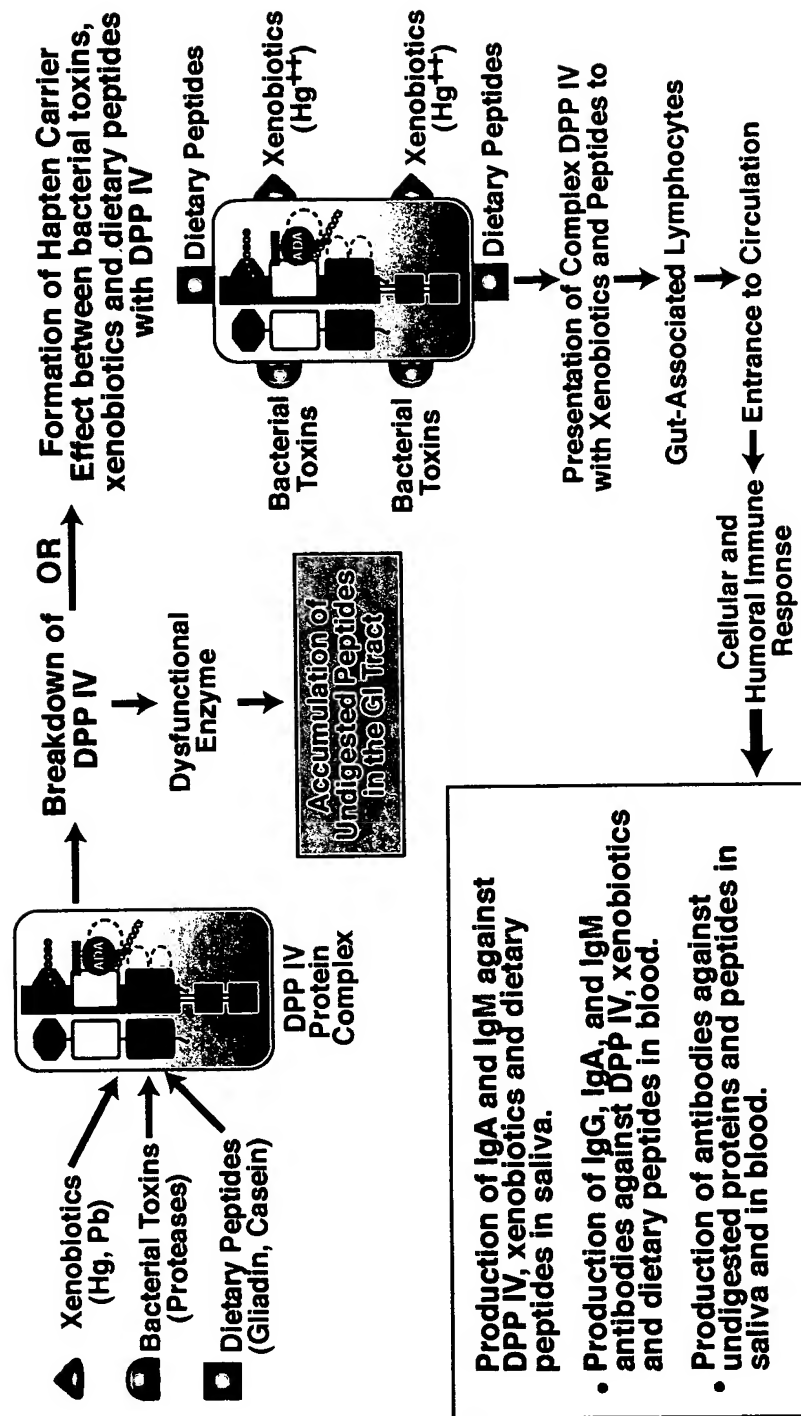 Xenobiotics
(Hg, Pb)
Bacterial Toxins
(Proteases)
Dietary Peptides
(Gliadin, Casein)
ADA
DPP IV
Protein
Complex
Breakdown of
DPP IV
OR
Dysfunctional
Enzyme
Accumulation of
Undigested Peptides
in the GI Tract
Formation of Hapten Carrier
Effect between bacterial toxins,
xenobiotics and dietary peptides
with DPP IV
Dietary Peptides
Bacterial
Toxins
Xenobiotics
(Hg++)
ADA
Bacterial
Toxins
Xenobiotics
(Hg++)
Dietary Peptides
Presentation of Complex DPP IV
with Xenobiotics and Peptides to
Gut-Associated Lymphocytes
Entrance to Circulation
Cellular and
Humoral Immune
Response
Production of IgA and IgM against
DPP IV, xenobiotics and dietary
peptides in saliva.
• Production of IgG, IgA, and IgM
antibodies against DPP IV, xenobiotics
and dietary peptides in blood.
• Production of antibodies against
undigested proteins and peptides in
saliva and in blood.